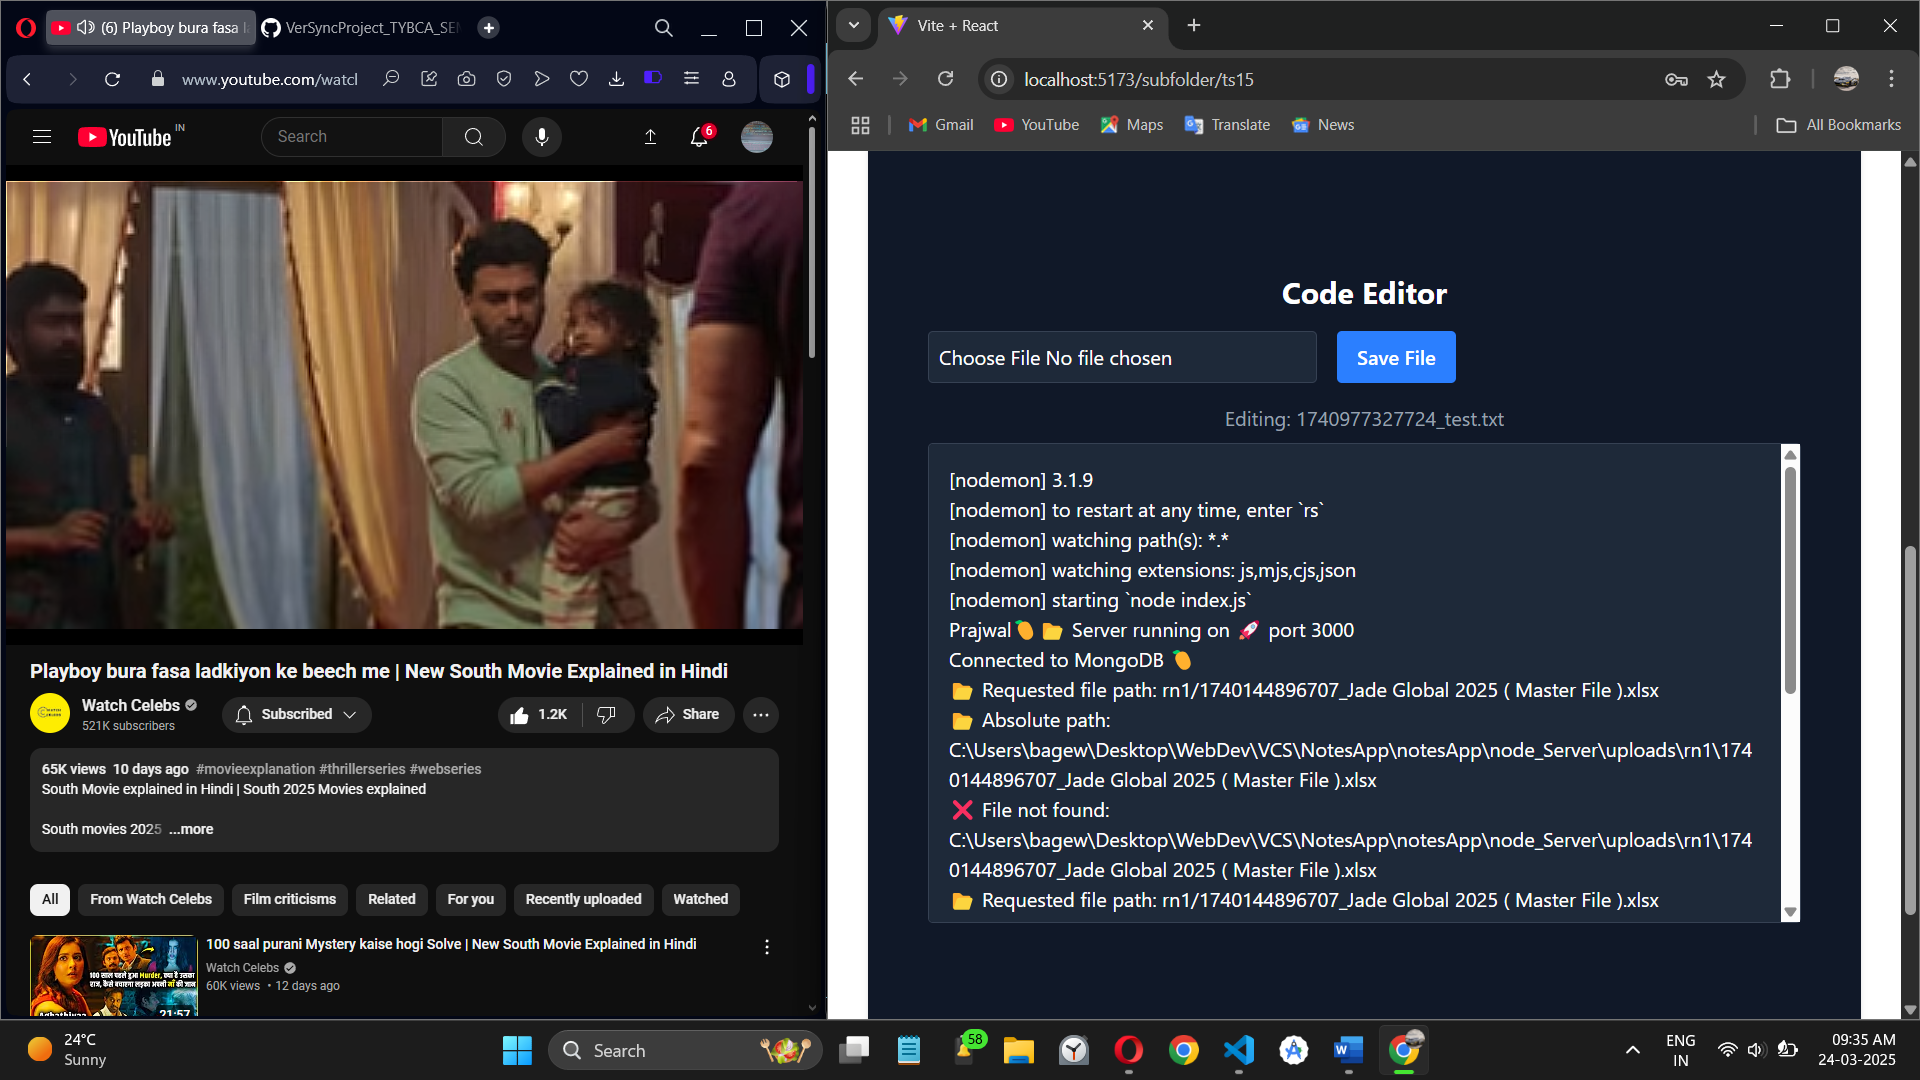 (6) Playboy bura fasa l
VerSyncProject_TYBCA_SE
www.youtube.com/watcl
YouTube IN
Search
6
Playboy bura fasa ladkiyon ke beech me | New South Movie Explained in Hindi
Watch Celebs
521K subscribers
Subscribed
1.2K
Share
65K views 10 days ago #movieexplanation #thrillerseries #webseries
South Movie explained in Hindi | South 2025 Movies explained
South movies 2025 ...more
All
From Watch Celebs
Film criticisms
Related
For you
Recently uploaded
Watched
100 saal purani Mystery kaise hogi Solve | New South Movie Explained in Hindi
Watch Celebs
60K views • 12 days ago
21:57
Vite + React
localhost:5173/subfolder/ts15
Gmail
YouTube
Maps
Translate
News
All Bookmarks
Code Editor
Choose File No file chosen
Save File
Editing: 1740977327724_test.txt
[nodemon] 3.1.9
[nodemon] to restart at any time, enter `rs`
[nodemon] watching path(s): *.*
[nodemon] watching extensions: js,mjs,cjs,json
[nodemon] starting `node index.js`
Prajwal🥭 📂 Server running on 🚀 port 3000
Connected to MongoDB 🥭
📂 Requested file path: rn1/1740144896707_Jade Global 2025 ( Master File ).xlsx
📂 Absolute path:
C:\Users\bagew\Desktop\WebDev\VCS\NotesApp\notesApp\node_Server\uploads\rn1\174
0144896707_Jade Global 2025 ( Master File ).xlsx
❌ File not found:
C:\Users\bagew\Desktop\WebDev\VCS\NotesApp\notesApp\node_Server\uploads\rn1\174
0144896707_Jade Global 2025 ( Master File ).xlsx
📂 Requested file path: rn1/1740144896707_Jade Global 2025 ( Master File ).xlsx
24°C
Sunny
Search
58
ENG
IN
09:35 AM
24-03-2025